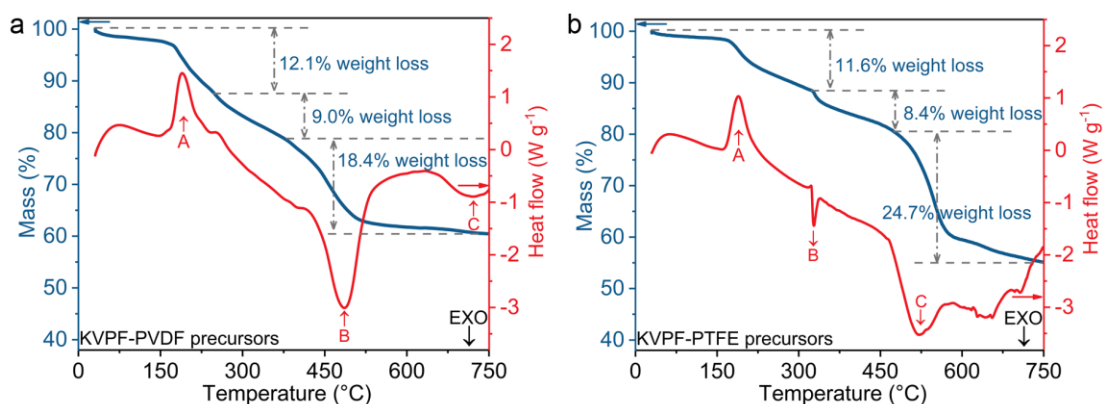 a
100
90
80
70
60
50
40
Mass (%)
12.1% weight loss
9.0% weight loss
18.4% weight loss
A
B
C
EXO
KVPF-PVDF precursors
2
1
0
-1
-2
-3
Heat flow (W g⁻¹)
0 150 300 450 600 750
Temperature (°C)
b
100
90
80
70
60
50
40
Mass (%)
11.6% weight loss
8.4% weight loss
24.7% weight loss
A
B
C
EXO
KVPF-PTFE precursors
2
1
0
-1
-2
-3
Heat flow (W g⁻¹)
0 150 300 450 600 750
Temperature (°C)